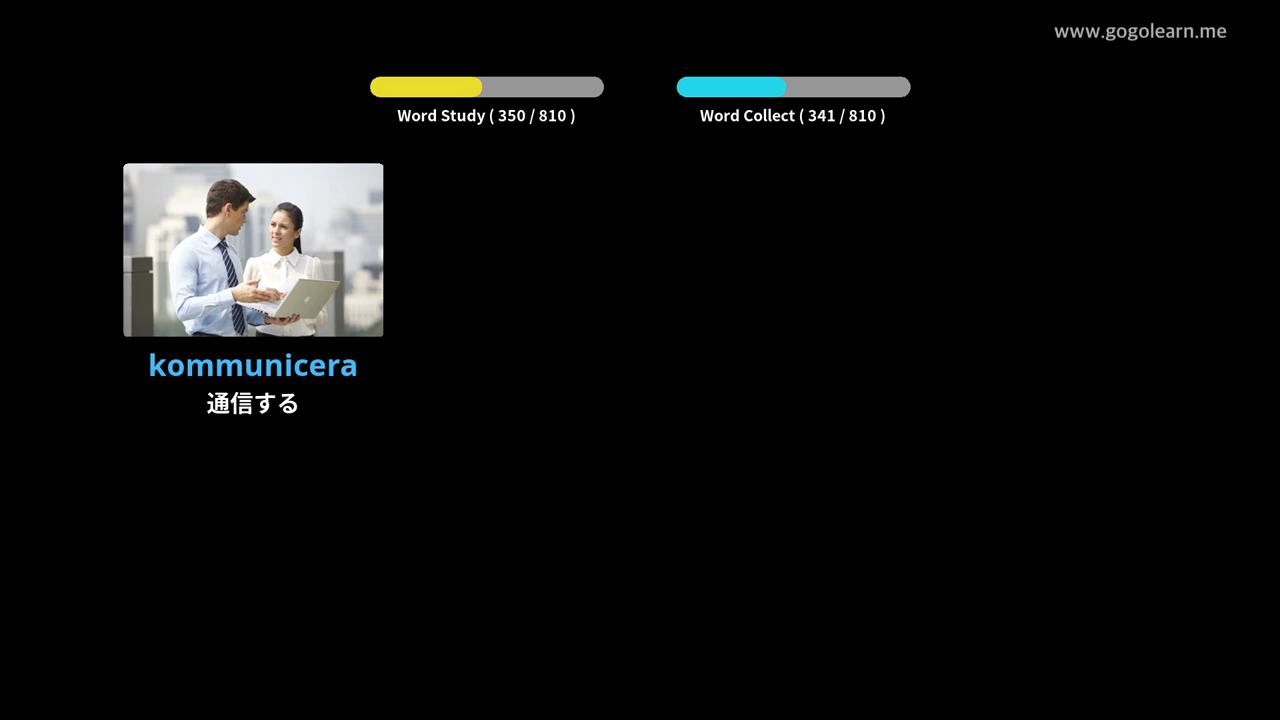 www.gogolearn.me
Word Study ( 350 / 810 )
Word Collect ( 341 / 810 )
kommunicera
通信する